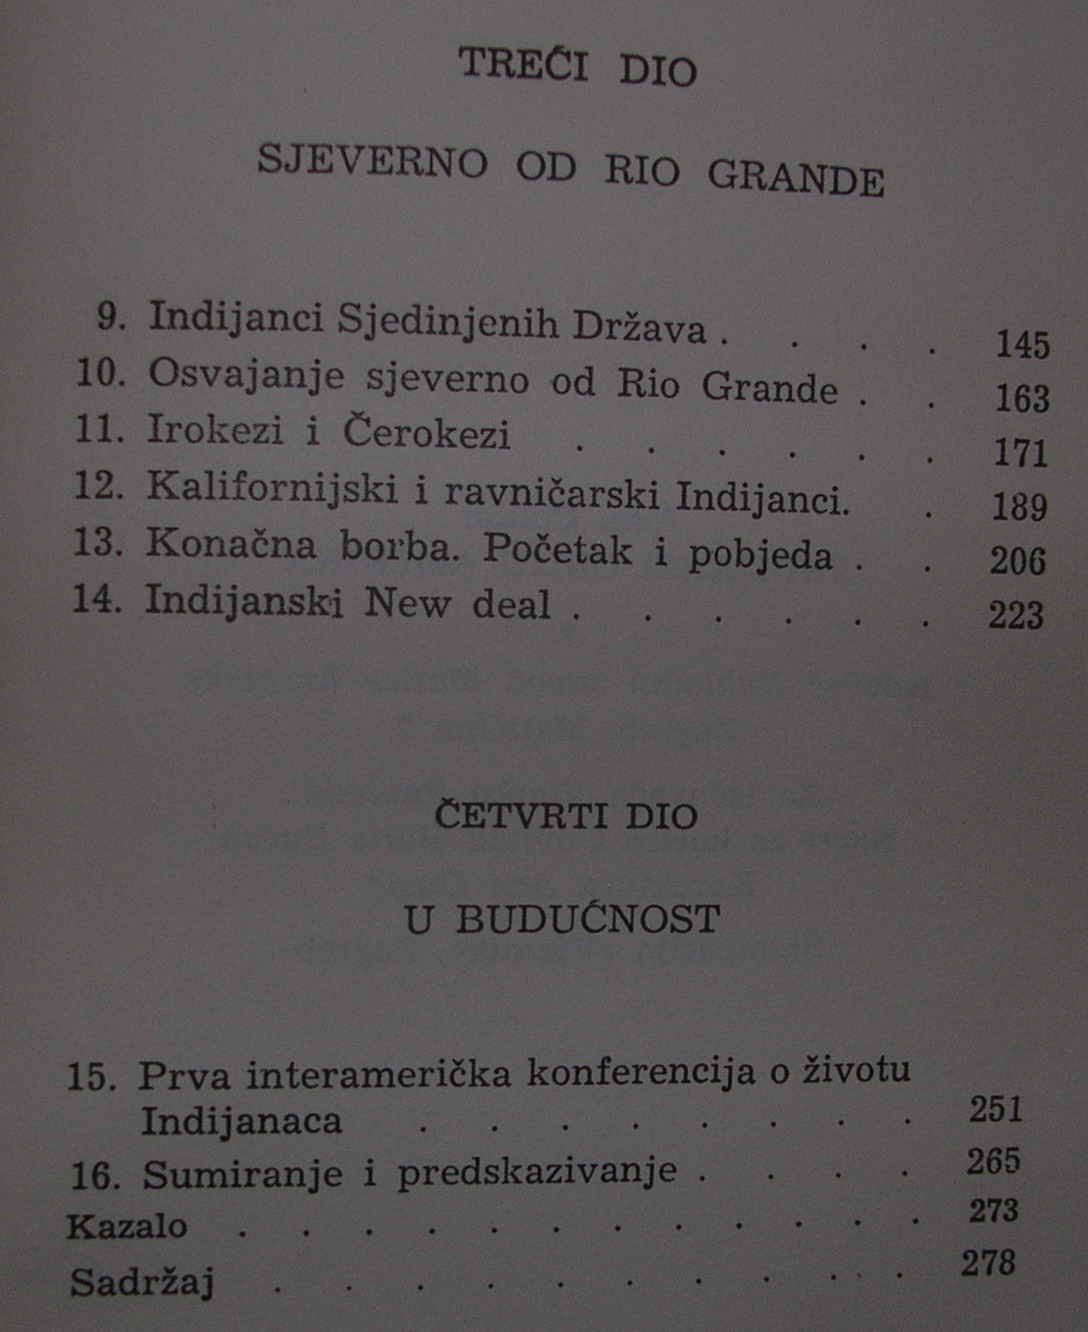 TREĆI DIO
SJEVERNO OD RIO GRANDE
9. Indijanci Sjedinjenih Država . . . . 145
10. Osvajanje sjeverno od Rio Grande . . 163
11. Irokezi i Čerokezi . . . . . . 171
12. Kalifornijski i ravničarski Indijanci. . 189
13. Konačna borba. Početak i pobjeda . . 206
14. Indijanski New deal . . . . . . 223
ČETVRTI DIO
U BUDUĆNOST
15. Prva interamerička konferencija o životu
Indijanaca . . . . . . . . 251
16. Sumiranje i predskazivanje . . . . 265
Kazalo . . . . . . . . . . . . 273
Sadržaj . . . . . . . . . . 278